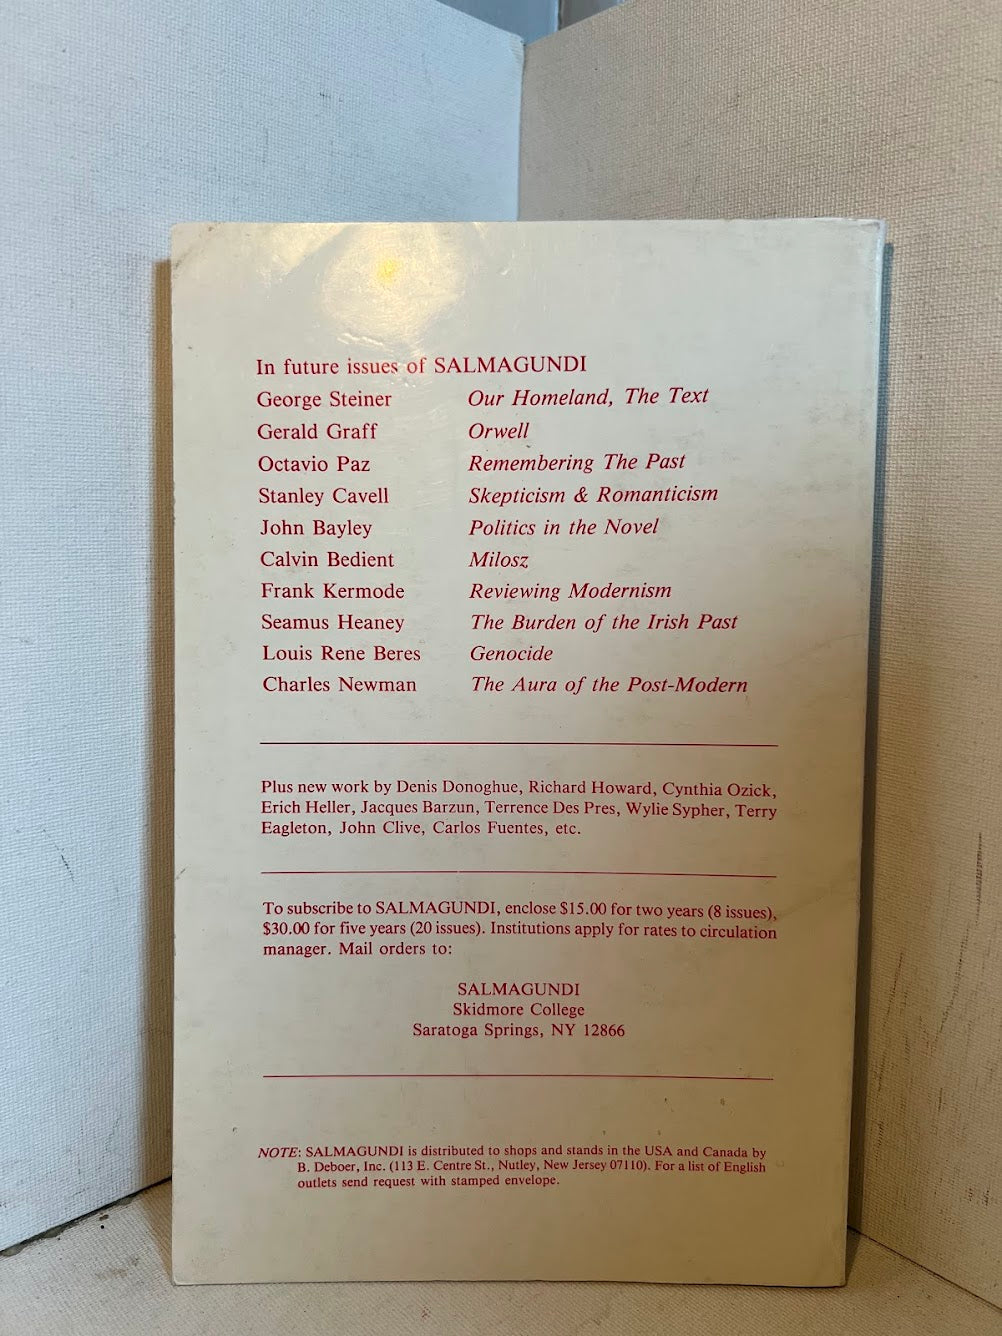 In future issues of SALMAGUNDI
George Steiner Our Homeland, The Text
Gerald Graff Orwell
Octavio Paz Remembering The Past
Stanley Cavell Skepticism & Romanticism
John Bayley Politics in the Novel
Calvin Bedient Milosz
Frank Kermode Reviewing Modernism
Seamus Heaney The Burden of the Irish Past
Louis Rene Beres Genocide
Charles Newman The Aura of the Post-Modern
Plus new work by Denis Donoghue, Richard Howard, Cynthia Ozick,
Erich Heller, Jacques Barzun, Terrence Des Pres, Wylie Sypher, Terry
Eagleton, John Clive, Carlos Fuentes, etc.
To subscribe to SALMAGUNDI, enclose $15.00 for two years (8 issues),
$30.00 for five years (20 issues). Institutions apply for rates to circulation
manager. Mail orders to:
SALMAGUNDI
Skidmore College
Saratoga Springs, NY 12866
NOTE: SALMAGUNDI is distributed to shops and stands in the USA and Canada by
B. Deboer, Inc. (113 E. Centre St., Nutley, New Jersey 07110). For a list of English
outlets send request with stamped envelope.